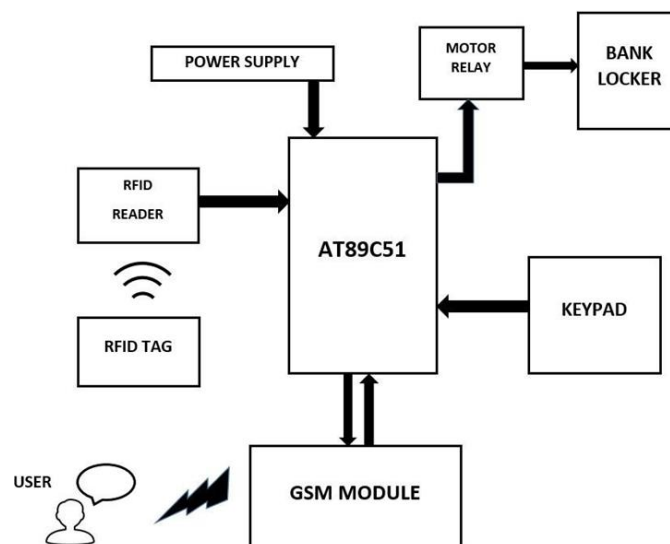 POWER SUPPLY
MOTOR
RELAY
BANK
LOCKER
RFID
READER
AT89C51
RFID TAG
KEYPAD
USER
GSM MODULE